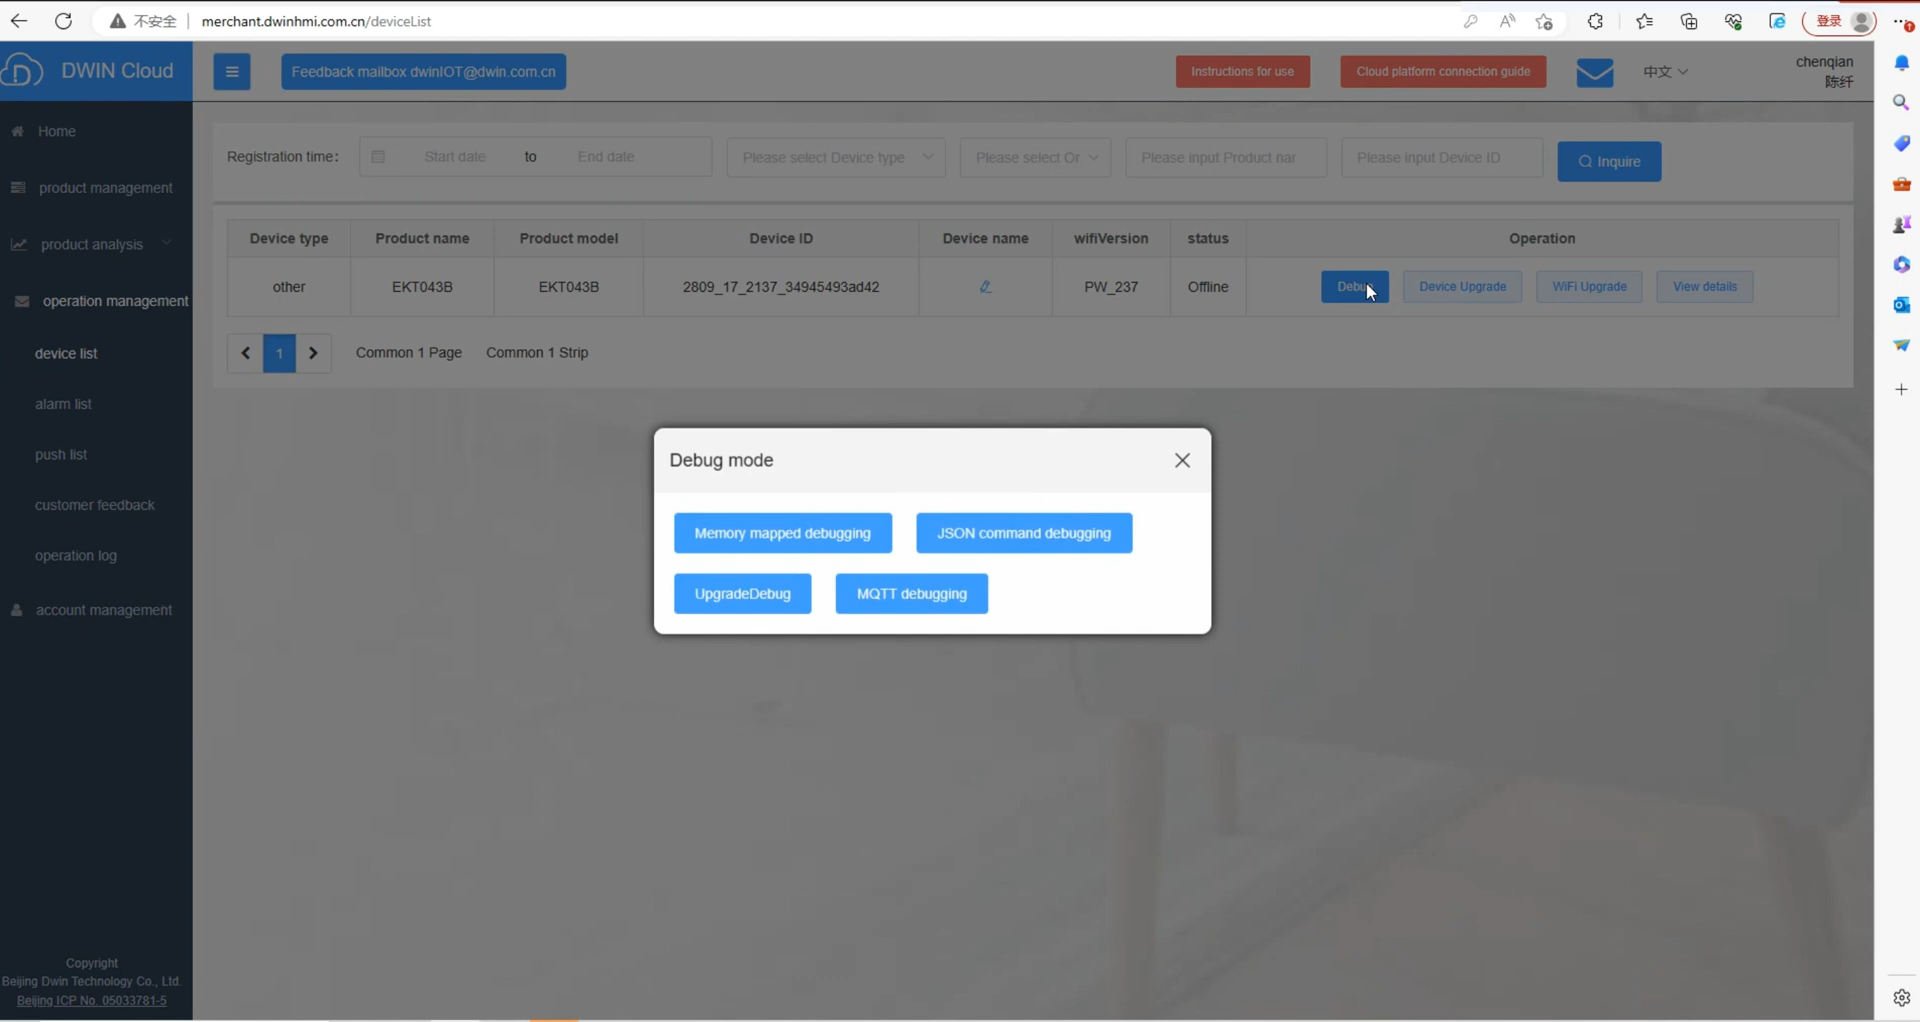 不安全 merchant.dwinhmi.com.cn/deviceList 登录
DWIN Cloud
Feedback mailbox dwinIOT@dwin.com.cn
Instructions for use
Cloud platform connection guide
中文
chenqian
陈纤
Home
product management
product analysis
operation management
device list
alarm list
push list
customer feedback
operation log
account management
Registration time: Start date to End date Please select Device type Please select Or Please input Product nar Please input Device ID Inquire
Device type Product name Product model Device ID Device name wifiVersion status Operation
other EKT043B EKT043B 2809_17_2137_34945493ad42 PW_237 Offline Debug Device Upgrade WiFi Upgrade View details
1 Common 1 Page Common 1 Strip
Debug mode
Memory mapped debugging JSON command debugging
UpgradeDebug MQTT debugging
Copyright
Beijing Dwin Technology Co., Ltd.
Beijing ICP No. 05033781-5